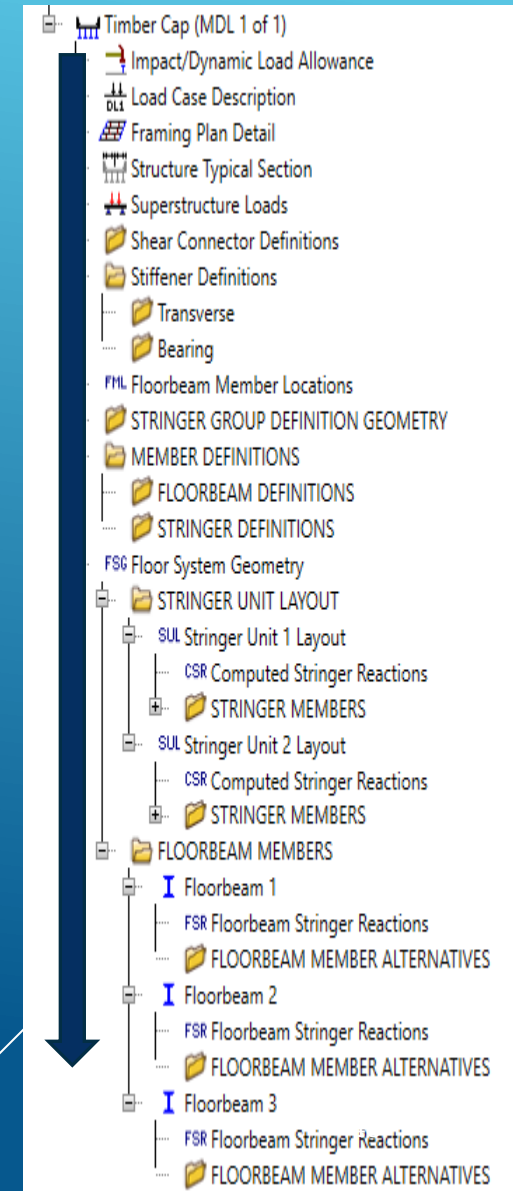 Timber Cap (MDL 1 of 1)
Impact/Dynamic Load Allowance
DL1 Load Case Description
Framing Plan Detail
Structure Typical Section
Superstructure Loads
Shear Connector Definitions
Stiffener Definitions
Transverse
Bearing
FML Floorbeam Member Locations
STRINGER GROUP DEFINITION GEOMETRY
MEMBER DEFINITIONS
FLOORBEAM DEFINITIONS
STRINGER DEFINITIONS
FSG Floor System Geometry
STRINGER UNIT LAYOUT
SUL Stringer Unit 1 Layout
CSR Computed Stringer Reactions
STRINGER MEMBERS
SUL Stringer Unit 2 Layout
CSR Computed Stringer Reactions
STRINGER MEMBERS
FLOORBEAM MEMBERS
Floorbeam 1
FSR Floorbeam Stringer Reactions
FLOORBEAM MEMBER ALTERNATIVES
Floorbeam 2
FSR Floorbeam Stringer Reactions
FLOORBEAM MEMBER ALTERNATIVES
Floorbeam 3
FSR Floorbeam Stringer Reactions
FLOORBEAM MEMBER ALTERNATIVES